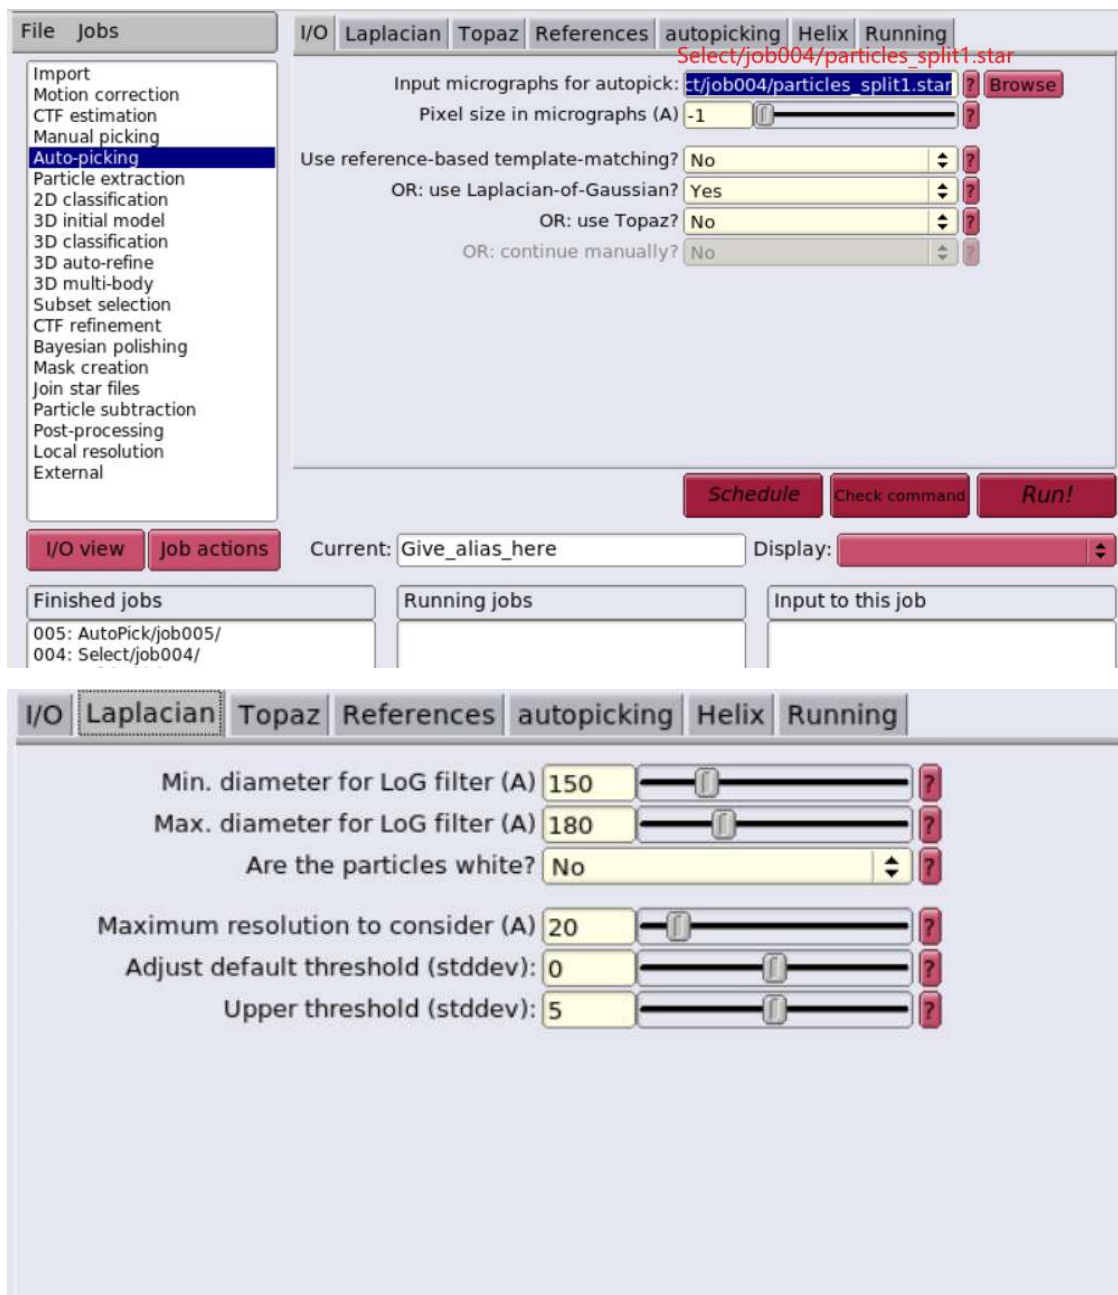 File Jobs
I/O Laplacian Topaz References autopicking Helix Running
Select/job004/particles_split1.star
Import
Motion correction
CTF estimation
Manual picking
Auto-picking
Particle extraction
2D classification
3D initial model
3D classification
3D auto-refine
3D multi-body
Subset selection
CTF refinement
Bayesian polishing
Mask creation
Join star files
Particle subtraction
Post-processing
Local resolution
External
Input micrographs for autopick: ct/job004/particles_split1.star ? Browse
Pixel size in micrographs (A) -1 ?
Use reference-based template-matching? No ?
OR: use Laplacian-of-Gaussian? Yes ?
OR: use Topaz? No ?
OR: continue manually? No ?
Schedule Check command Run!
I/O view Job actions Current: Give_alias_here Display:
Finished jobs Running jobs Input to this job
005: AutoPick/job005/
004: Select/job004/
I/O Laplacian Topaz References autopicking Helix Running
Min. diameter for LoG filter (A) 150 ?
Max. diameter for LoG filter (A) 180 ?
Are the particles white? No ?
Maximum resolution to consider (A) 20 ?
Adjust default threshold (stddev): 0 ?
Upper threshold (stddev): 5 ?